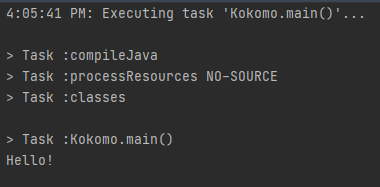 4:05:41 PM: Executing task 'Kokomo.main()'...
> Task :compileJava
> Task :processResources NO-SOURCE
> Task :classes
> Task :Kokomo.main()
Hello!